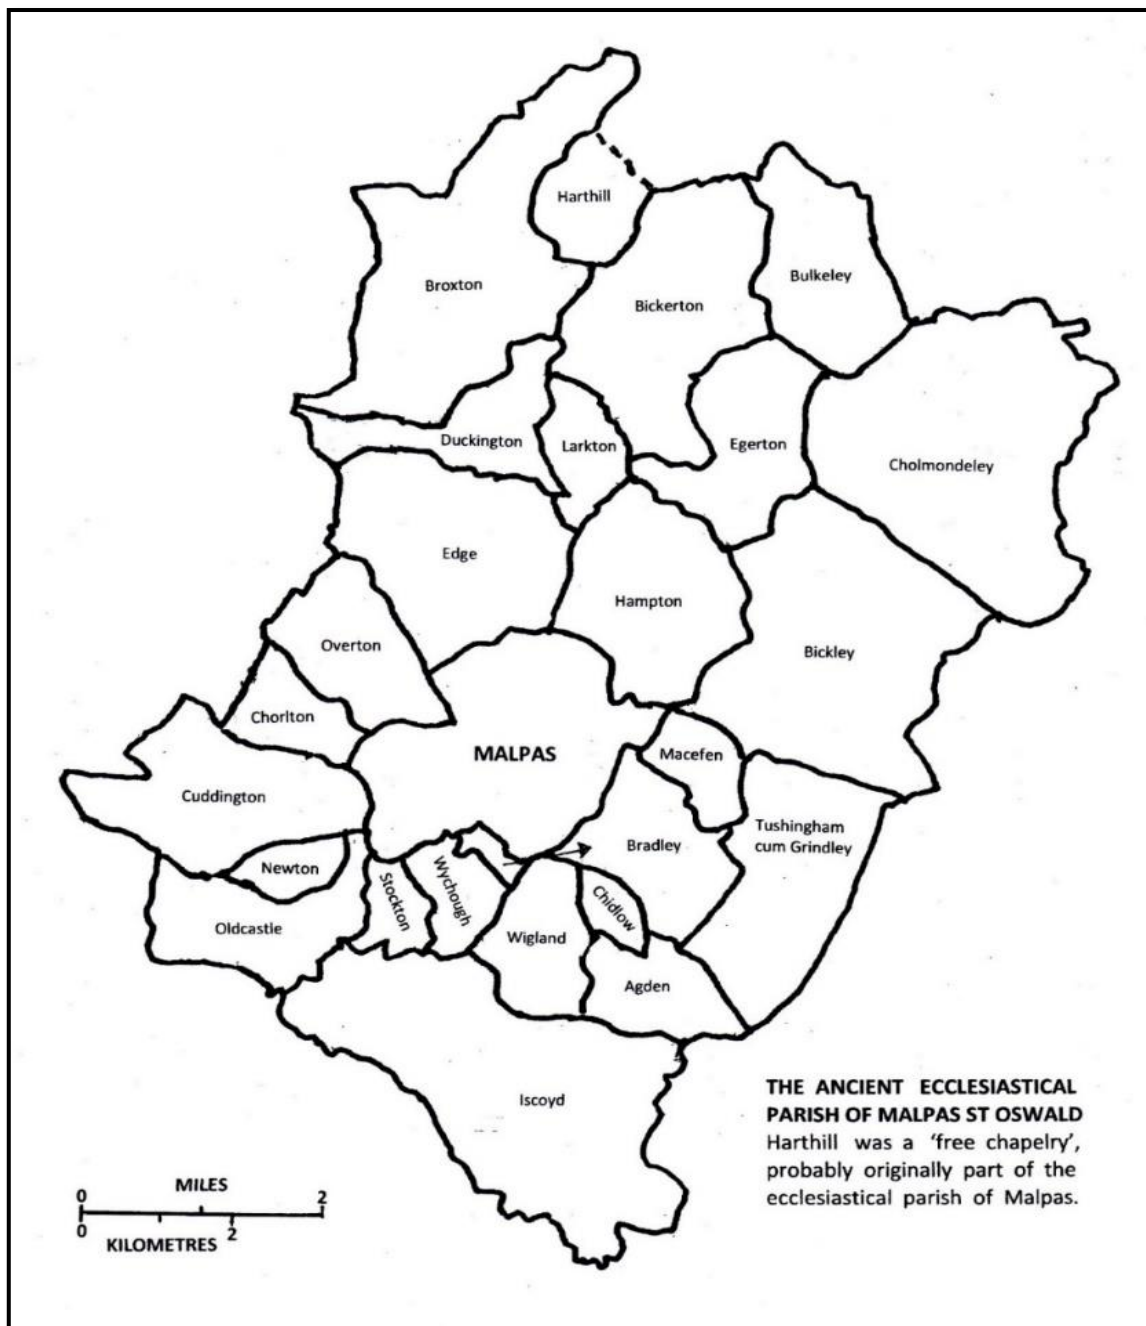 Harthill
Broxton
Bulkeley
Bickerton
Duckington
Larkton
Egerton
Cholmondeley
Edge
Hampton
Overton
Bickley
Chorlton
MALPAS
Macefen
Cuddington
Tushingham
cum Grindley
Bradley
Newton
Stockton
Wychough
Chidlow
Oldcastle
Wigland
Agden
Iscoyd
THE ANCIENT ECCLESIASTICAL
PARISH OF MALPAS ST OSWALD
Harthill was a ‘free chapelry’,
probably originally part of the
ecclesiastical parish of Malpas.
0 MILES 2
0 KILOMETRES 2